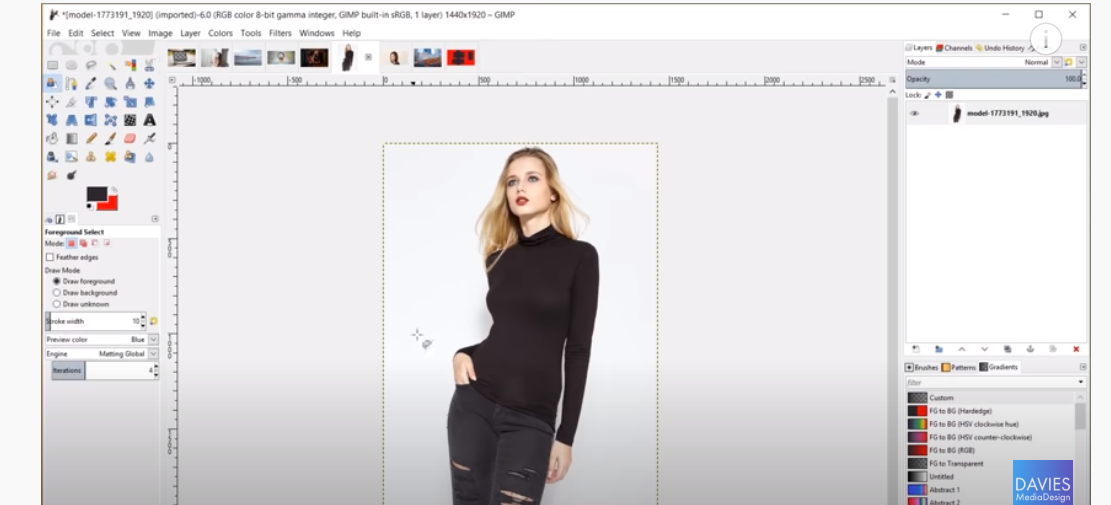 *[model-1773191_1920] (imported)-6.0 (RGB color 8-bit gamma integer, GIMP built-in sRGB, 1 layer) 1440x1920 – GIMP
File Edit Select View Image Layer Colors Tools Filters Windows Help
Layers Channels Undo History
Mode Normal
Opacity 100.0
Lock:
model-1773191_1920.jpg
-1000 -500 0 500 1000 1500 2000 2500
0
500
1000
1500
Foreground Select
Mode:
Feather edges
Draw Mode
Draw foreground
Draw background
Draw unknown
Stroke width 10
Preview color Blue
Engine Matting Global
Iterations 4
Brushes Patterns Gradients
filter
Custom
FG to BG (Hardedge)
FG to BG (HSV clockwise hue)
FG to BG (HSV counter-clockwise)
FG to BG (RGB)
FG to Transparent
Untitled
Abstract 1
Abstract 2
DAVIES
MediaDesign